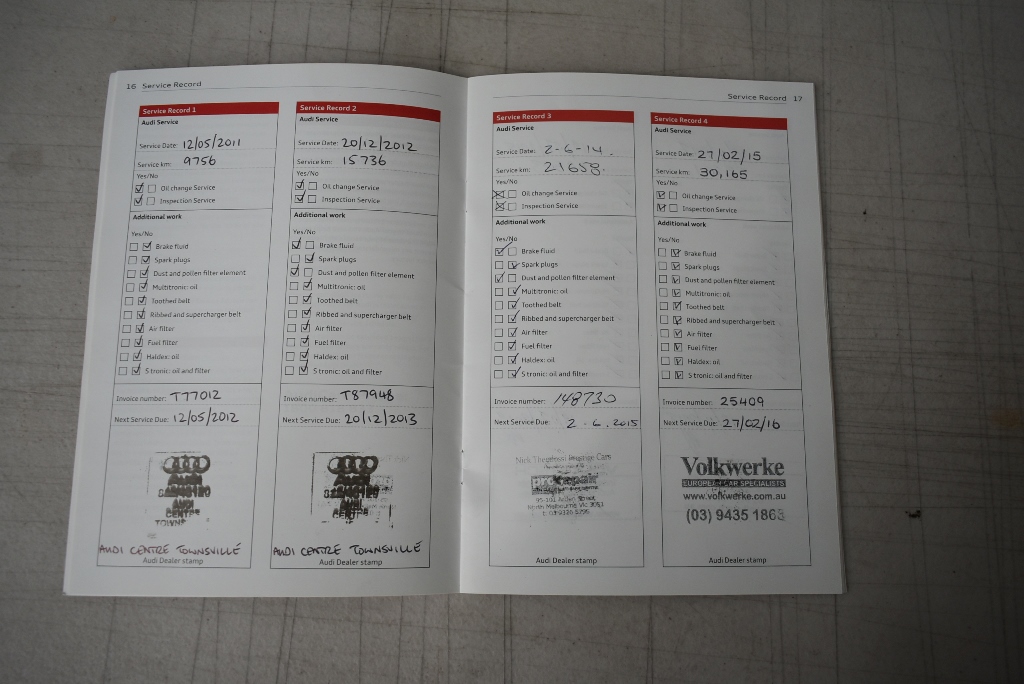 16 Service Record
Service Record 1
Audi Service
Service Date: 12/05/2011
Service km: 9756
Yes/No
Oil change Service
Inspection Service
Additional work
Yes/No
Brake fluid
Spark plugs
Dust and pollen filter element
Multitronic: oil
Toothed belt
Ribbed and supercharger belt
Air filter
Fuel filter
Haldex: oil
S tronic: oil and filter
Invoice number: T77012
Next Service Due: 12/05/2012
AUDI CENTRE TOWNSVILLE
Audi Dealer stamp
Service Record 2
Audi Service
Service Date: 20/12/2012
Service km: 15736
Yes/No
Oil change Service
Inspection Service
Additional work
Yes/No
Brake fluid
Spark plugs
Dust and pollen filter element
Multitronic: oil
Toothed belt
Ribbed and supercharger belt
Air filter
Fuel filter
Haldex: oil
S tronic: oil and filter
Invoice number: T87948
Next Service Due: 20/12/2013
AUDI CENTRE TOWNSVILLE
Audi Dealer stamp
Service Record 17
Service Record 3
Audi Service
Service Date: 2-6-14.
Service km: 21658.
Yes/No
Oil change Service
Inspection Service
Additional work
Yes/No
Brake fluid
Spark plugs
Dust and pollen filter element
Multitronic: oil
Toothed belt
Ribbed and supercharger belt
Air filter
Fuel filter
Haldex: oil
S tronic: oil and filter
Invoice number: 148730
Next Service Due: 2-6.2015
North Melbourne Vic 3051
Audi Dealer stamp
Service Record 4
Audi Service
Service Date: 27/02/15
Service km: 30,165
Yes/No
Oil change Service
Inspection Service
Additional work
Yes/No
Brake fluid
Spark plugs
Dust and pollen filter element
Multitronic: oil
Toothed belt
Ribbed and supercharger belt
Air filter
Fuel filter
Haldex: oil
S tronic: oil and filter
Invoice number: 25409
Next Service Due: 27/02/16
Volkwerke
EUROPEAN CAR SPECIALISTS
www.volkwerke.com.au
(03) 9435 1863
Audi Dealer stamp